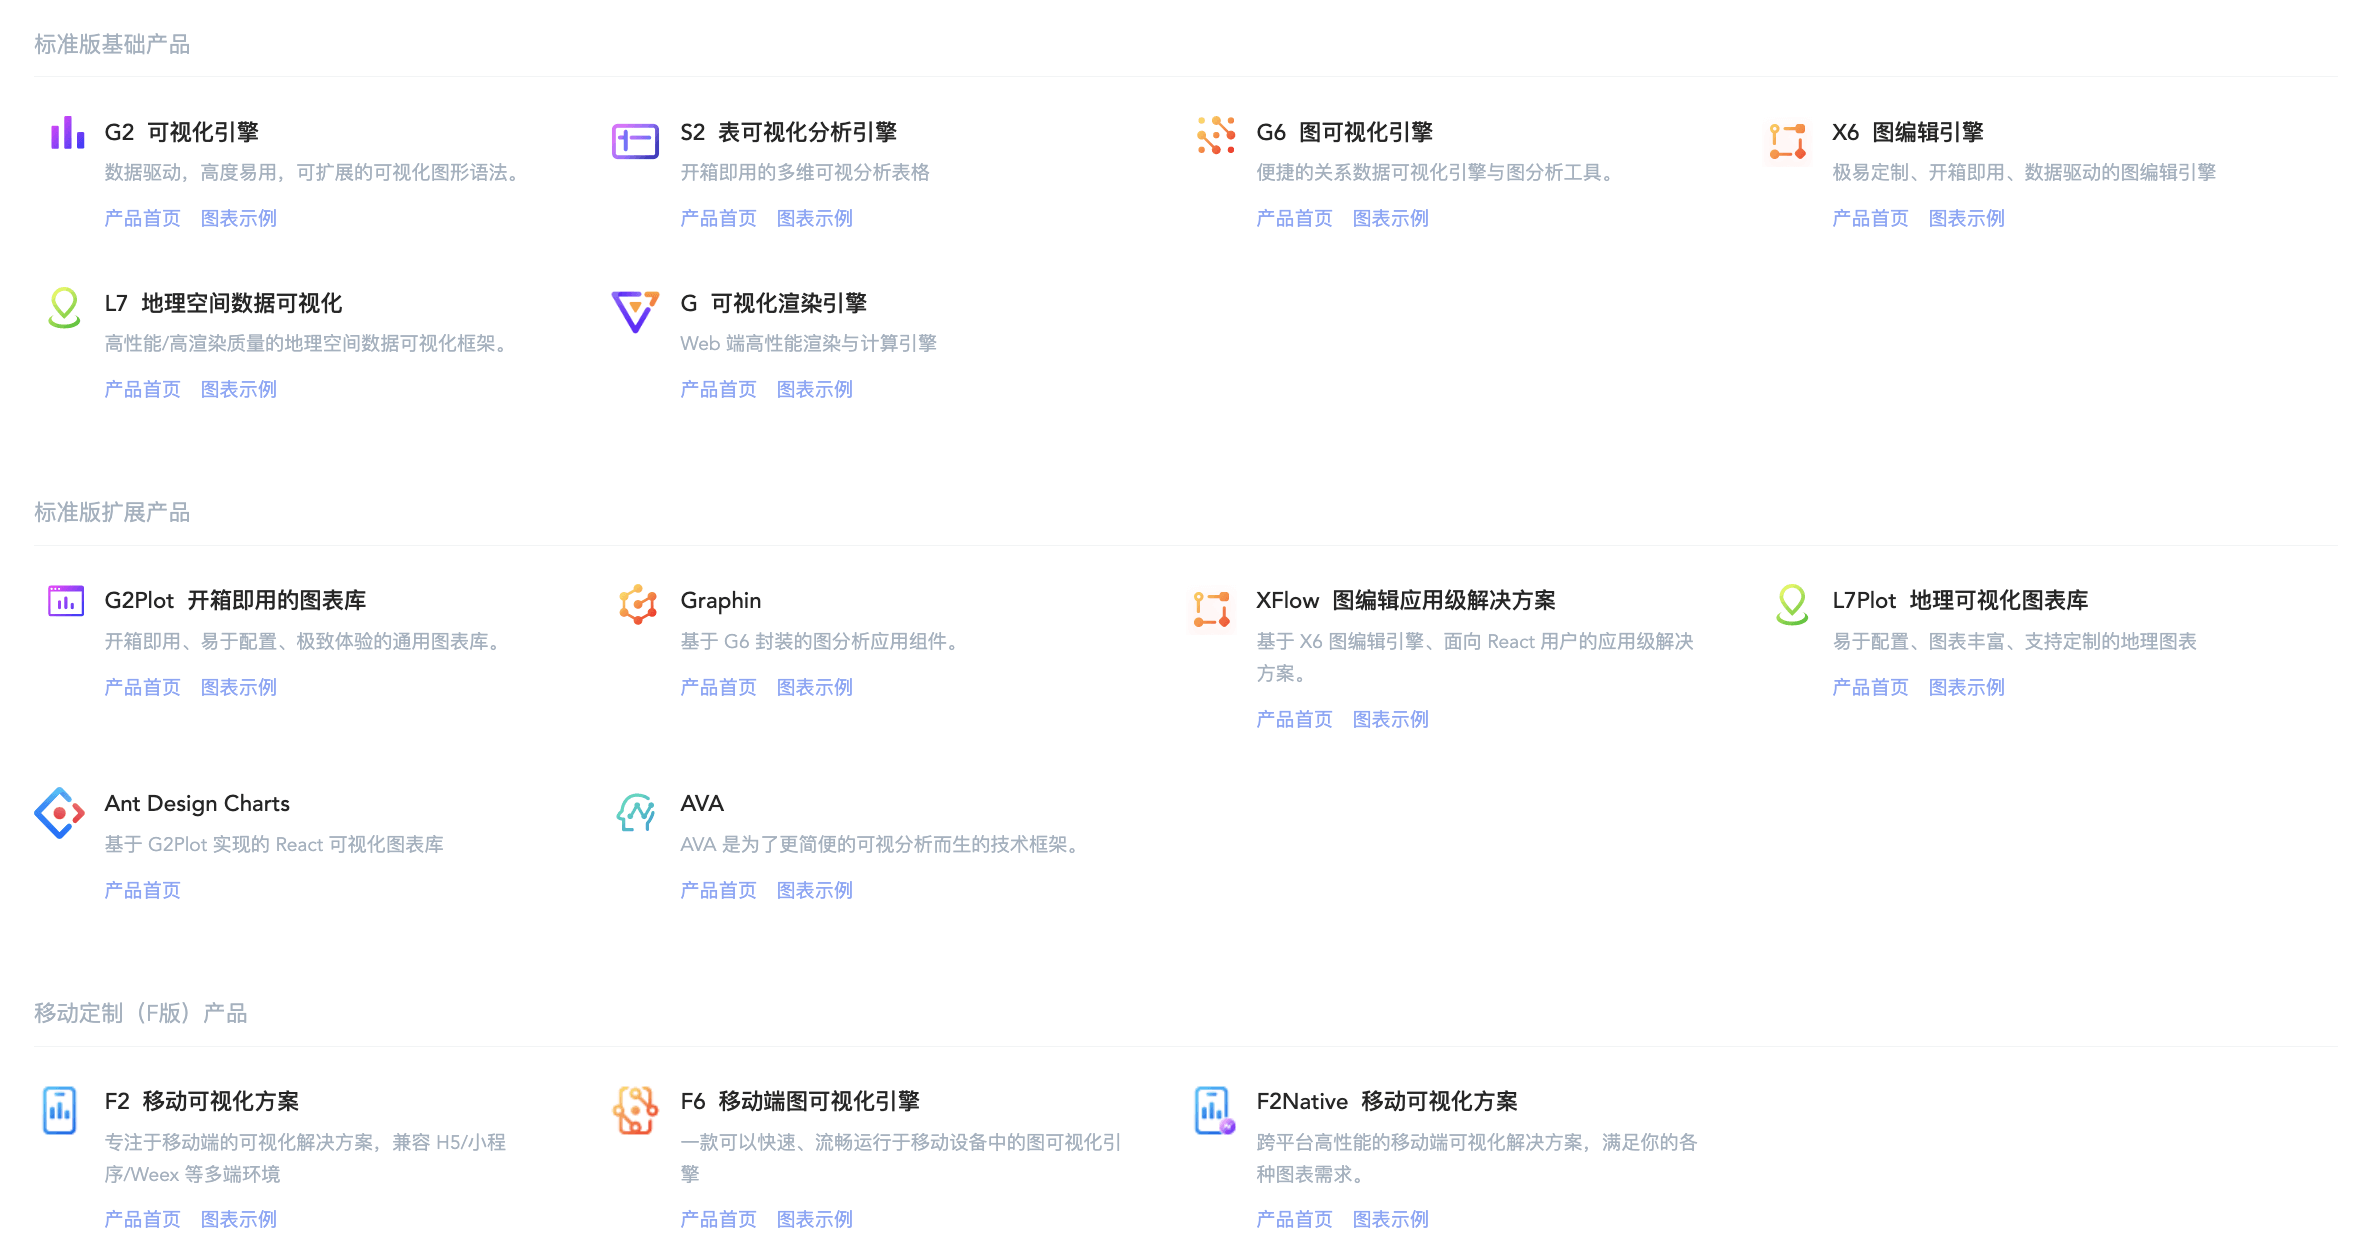 标准版基础产品
G2 可视化引擎
数据驱动，高度易用，可扩展的可视化图形语法。
产品首页 图表示例
S2 表可视化分析引擎
开箱即用的多维可视分析表格
产品首页 图表示例
G6 图可视化引擎
便捷的关系数据可视化引擎与图分析工具。
产品首页 图表示例
X6 图编辑引擎
极易定制、开箱即用、数据驱动的图编辑引擎
产品首页 图表示例
L7 地理空间数据可视化
高性能/高渲染质量的地理空间数据可视化框架。
产品首页 图表示例
G 可视化渲染引擎
Web 端高性能渲染与计算引擎
产品首页 图表示例
标准版扩展产品
G2Plot 开箱即用的图表库
开箱即用、易于配置、极致体验的通用图表库。
产品首页 图表示例
Graphin
基于 G6 封装的图分析应用组件。
产品首页 图表示例
XFlow 图编辑应用级解决方案
基于 X6 图编辑引擎、面向 React 用户的应用级解决
方案。
产品首页 图表示例
L7Plot 地理可视化图表库
易于配置、图表丰富、支持定制的地理图表
产品首页 图表示例
Ant Design Charts
基于 G2Plot 实现的 React 可视化图表库
产品首页
AVA
AVA 是为了更简便的可视分析而生的技术框架。
产品首页 图表示例
移动定制（F版）产品
F2 移动可视化方案
专注于移动端的可视化解决方案，兼容 H5/小程
序/Weex 等多端环境
产品首页 图表示例
F6 移动端图可视化引擎
一款可以快速、流畅运行于移动设备中的图可视化引
擎
产品首页 图表示例
F2Native 移动可视化方案
跨平台高性能的移动端可视化解决方案，满足你的各
种图表需求。
产品首页 图表示例